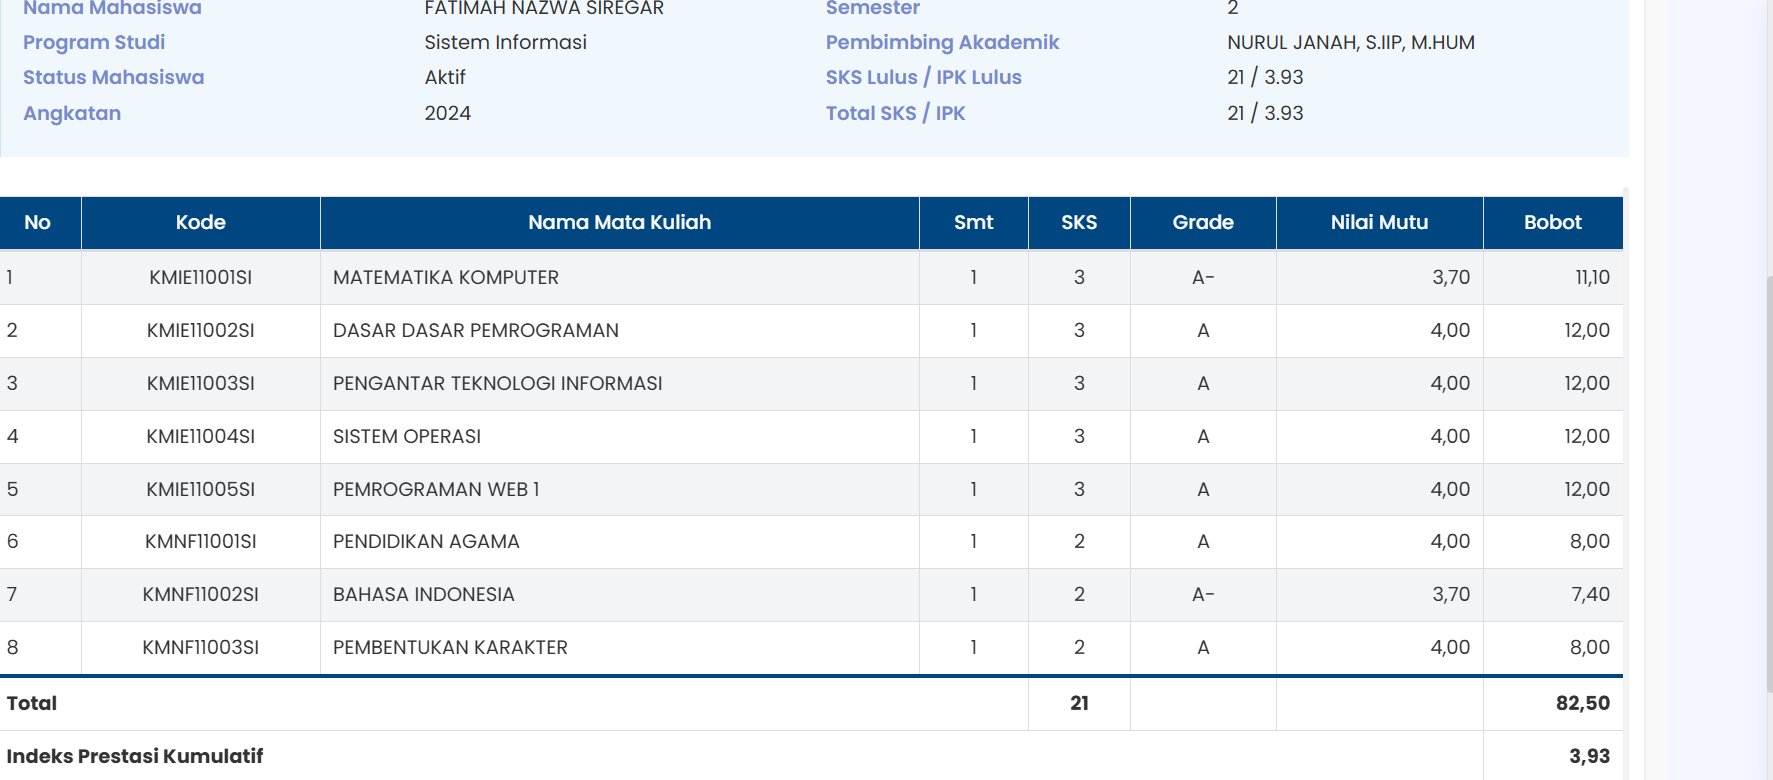 Nama Mahasiswa FATIMAH NAZWA SIREGAR Semester 2
Program Studi Sistem Informasi Pembimbing Akademik NURUL JANAH, S.IIP, M.HUM
Status Mahasiswa Aktif SKS Lulus / IPK Lulus 21 / 3.93
Angkatan 2024 Total SKS / IPK 21 / 3.93
No Kode Nama Mata Kuliah Smt SKS Grade Nilai Mutu Bobot
1 KMIE11001SI MATEMATIKA KOMPUTER 1 3 A- 3,70 11,10
2 KMIE11002SI DASAR DASAR PEMROGRAMAN 1 3 A 4,00 12,00
3 KMIE11003SI PENGANTAR TEKNOLOGI INFORMASI 1 3 A 4,00 12,00
4 KMIE11004SI SISTEM OPERASI 1 3 A 4,00 12,00
5 KMIE11005SI PEMROGRAMAN WEB 1 1 3 A 4,00 12,00
6 KMNF11001SI PENDIDIKAN AGAMA 1 2 A 4,00 8,00
7 KMNF11002SI BAHASA INDONESIA 1 2 A- 3,70 7,40
8 KMNF11003SI PEMBENTUKAN KARAKTER 1 2 A 4,00 8,00
Total 21 82,50
Indeks Prestasi Kumulatif 3,93